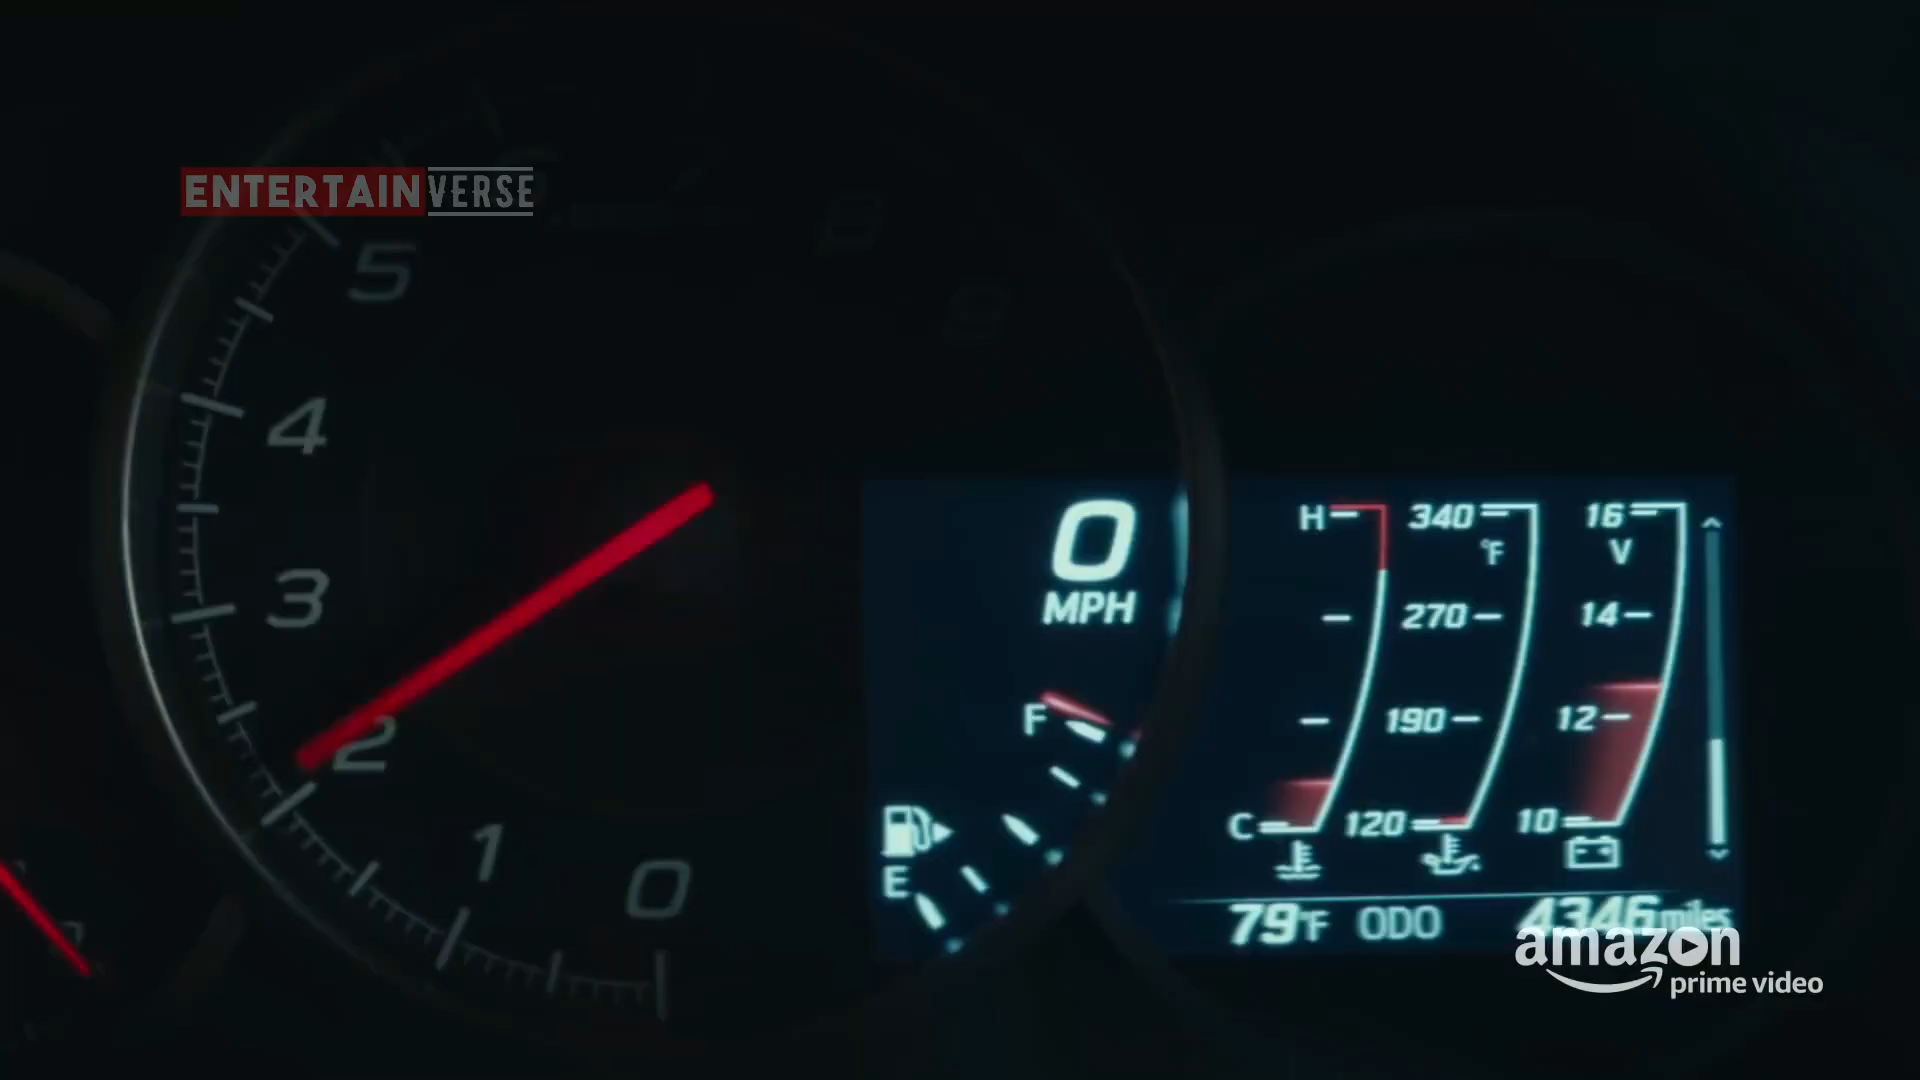 ENTERTAINVERSE
5
4
3
2
1
0
0
MPH
F
E
H
C
340
°F
270
190
120
16
V
14
12
10
79°F ODO 4346 miles
amazon
prime video